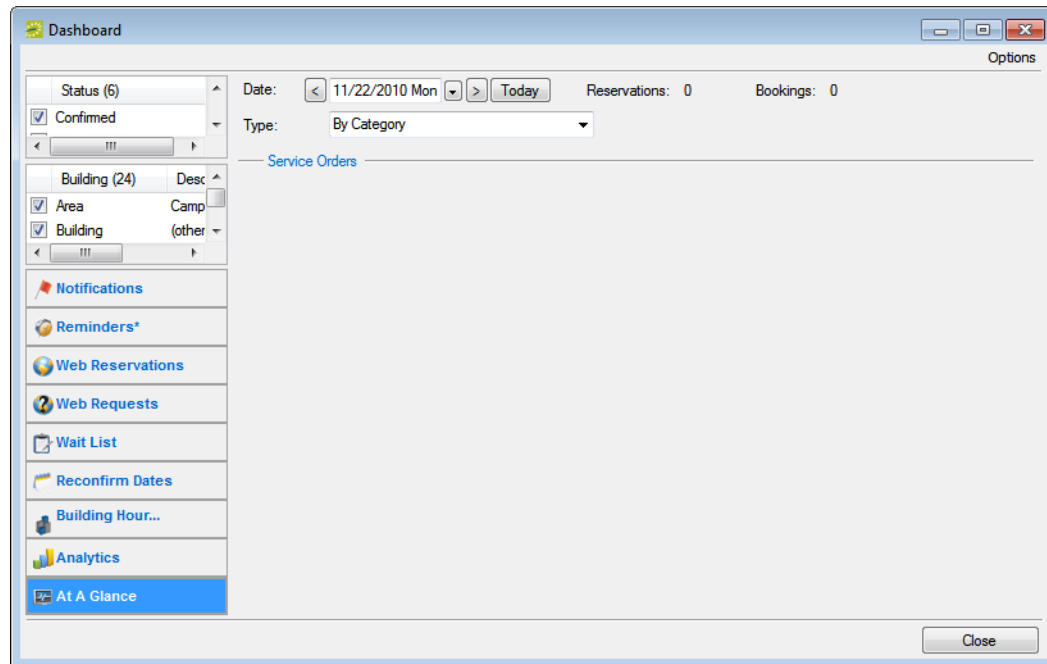 Dashboard
Options
Status (6)
Confirmed
Building (24) Desc
Area Camp
Building (other
Notifications
Reminders*
Web Reservations
Web Requests
Wait List
Reconfirm Dates
Building Hour...
Analytics
At A Glance
Date: < 11/22/2010 Mon > Today Reservations: 0 Bookings: 0
Type: By Category
Service Orders
Close